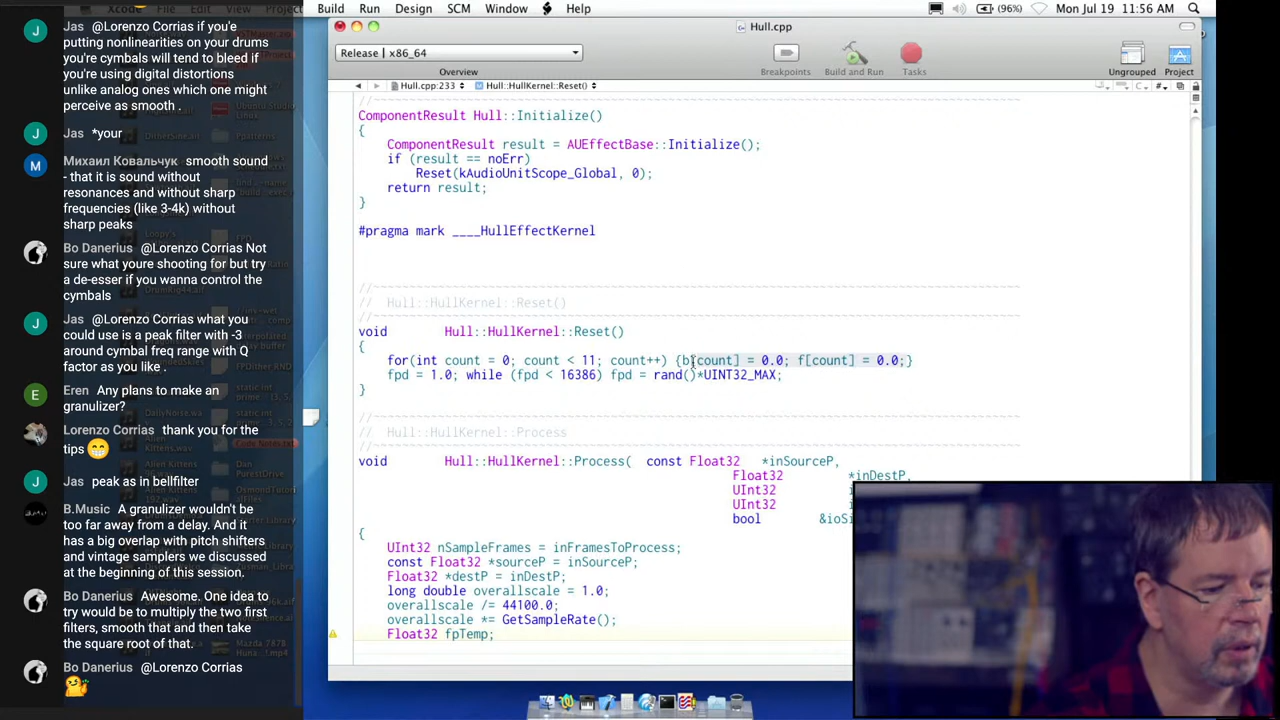 Jas @Lorenzo Corrias if you'e
putting nonlinearities on your drums
you're cymbals will tend to bleed if
you're using digital distortions
unlike analog ones which one might
perceive as smooth .
Jas *your
Михаил Ковальчук smooth sound
- that it is sound without
resonances and without sharp
frequencies (like 3-4k) without
sharp peaks
Bo Danerius @Lorenzo Corrias Not
sure what youre shooting for but try
a de-esser if you wanna control the
cymbals
Jas @Lorenzo Corrias what you
could use is a peak filter with -3
around cymbal freq range with Q
factor as you like .
Eren Any plans to make an
granulizer?
Lorenzo Corrias thank you for the
tips
Jas peak as in bellfilter
B.Music A granulizer wouldn't be
too far away from a delay. And it
has a big overlap with pitch shifters
and vintage samplers we discussed
at the beginning of this session.
Bo Danerius Awesome. One idea to
try would be to multiply the two first
filters, smooth that and then take
the square root of that.
Bo Danerius @Lorenzo Corrias
Build Run Design SCM Window Help
(96%) Mon Jul 19 11:56 AM
Hull.cpp
Release | x86_64
Overview Breakpoints Build and Run Tasks Ungrouped Project
Hull.cpp:233 Hull::HullKernel::Reset()
ComponentResult Hull::Initialize()
{
ComponentResult result = AUEffectBase::Initialize();
if (result == noErr)
Reset(kAudioUnitScope_Global, 0);
return result;
}
#pragma mark ____HullEffectKernel
// Hull::HullKernel::Reset()
void Hull::HullKernel::Reset()
{
for(int count = 0; count < 11; count++) {b[count] = 0.0; f[count] = 0.0;}
fpd = 1.0; while (fpd < 16386) fpd = rand()*UINT32_MAX;
}
// Hull::HullKernel::Process
void Hull::HullKernel::Process( const Float32 *inSourceP,
Float32 *inDestP,
UInt32
UInt32
bool &ioSi
{
UInt32 nSampleFrames = inFramesToProcess;
const Float32 *sourceP = inSourceP;
Float32 *destP = inDestP;
long double overallscale = 1.0;
overallscale /= 44100.0;
overallscale *= GetSampleRate();
Float32 fpTemp;